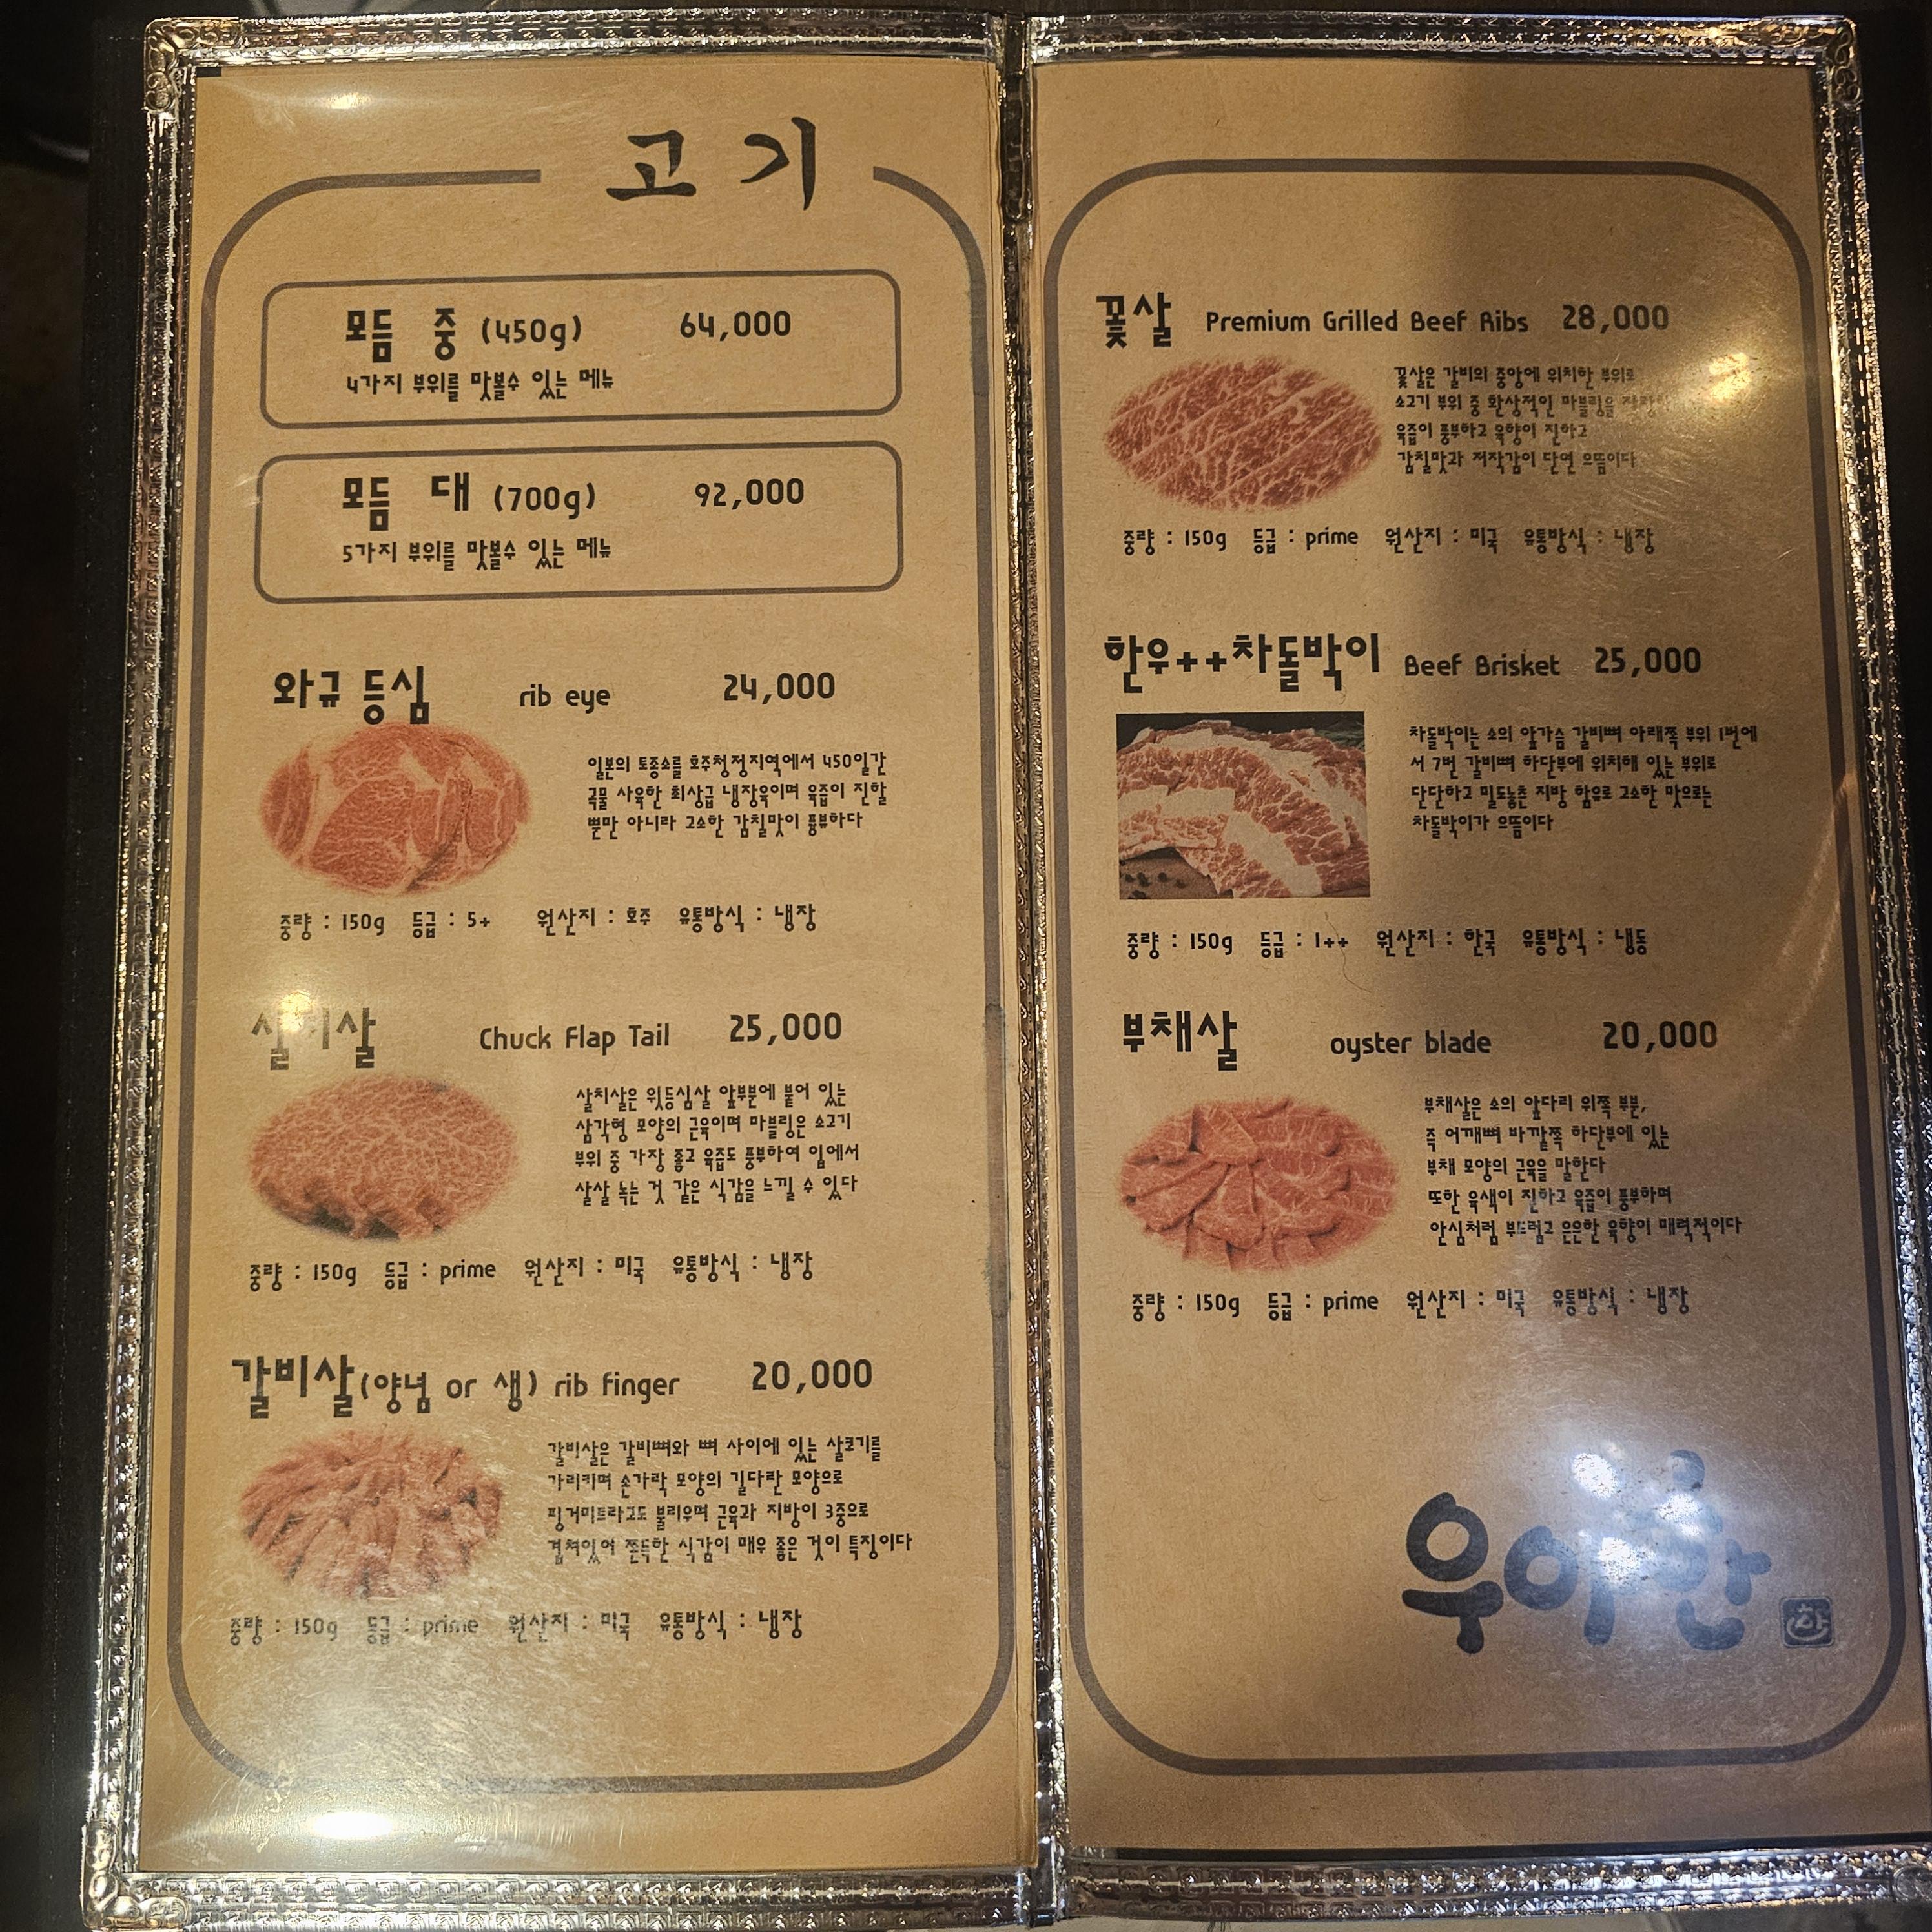 고기
모듬 중 (450g) 64,000
4가지 부위를 맛볼수 있는 메뉴
모듬 대 (700g) 92,000
5가지 부위를 맛볼수 있는 메뉴
와규 등심 rib eye 24,000
일본의 토종소를 호주청정지역에서 450일간
곡물 사육한 최상급 냉장육이며 육즙이 진할
뿐만 아니라 고소한 감칠맛이 풍부하다
중량 : 150g 등급 : 5+ 원산지 : 호주 유통방식 : 냉장
살치살 Chuck Flap Tail 25,000
살치살은 윗등심살 앞부분에 붙어 있는
삼각형 모양의 근육이며 마블링은 소고기
부위 중 가장 좋고 육즙도 풍부하여 입에서
살살 녹는 것 같은 식감을 느낄 수 있다
중량 : 150g 등급 : prime 원산지 : 미국 유통방식 : 냉장
갈비살(양념 or 생) rib finger 20,000
갈비살은 갈비뼈와 뼈 사이에 있는 살코기를
가리키며 손가락 모양의 길다란 모양으로
핑거미트라고도 불리우며 근육과 지방이 3중으로
겹쳐있어 쫀득한 식감이 매우 좋은 것이 특징이다
중량 : 150g 등급 : prime 원산지 : 미국 유통방식 : 냉장
꽃살 Premium Grilled Beef Ribs 28,000
꽃살은 갈비의 중앙에 위치한 부위로
소고기 부위 중 환상적인 마블링을
육즙이 풍부하고 육향이 진하고
감칠맛과 저작감이 단연 으뜸이다
중량 : 150g 등급 : prime 원산지 : 미국 유통방식 : 냉장
한우++차돌박이 Beef Brisket 25,000
차돌박이는 소의 앞가슴 갈비뼈 아래쪽 부위 1번에
서 7번 갈비뼈 하단부에 위치해 있는 부위로
단단하고 밀도높촌 지방 함유로 고소한 맛으로는
차돌박이가 으뜸이다
중량 : 150g 등급 : 1++ 원산지 : 한국 유통방식 : 냉동
부채살 oyster blade 20,000
부채살은 소의 앞다리 위쪽 부분,
즉 어깨뼈 바깥쪽 하단부에 있는
부채 모양의 근육을 말한다
또한 육색이 진하고 육즙이 풍부하며
안심처럼 부드럽고 은은한 육향이 매력적이다
중량 : 150g 등급 : prime 원산지 : 미국 유통방식 : 냉장